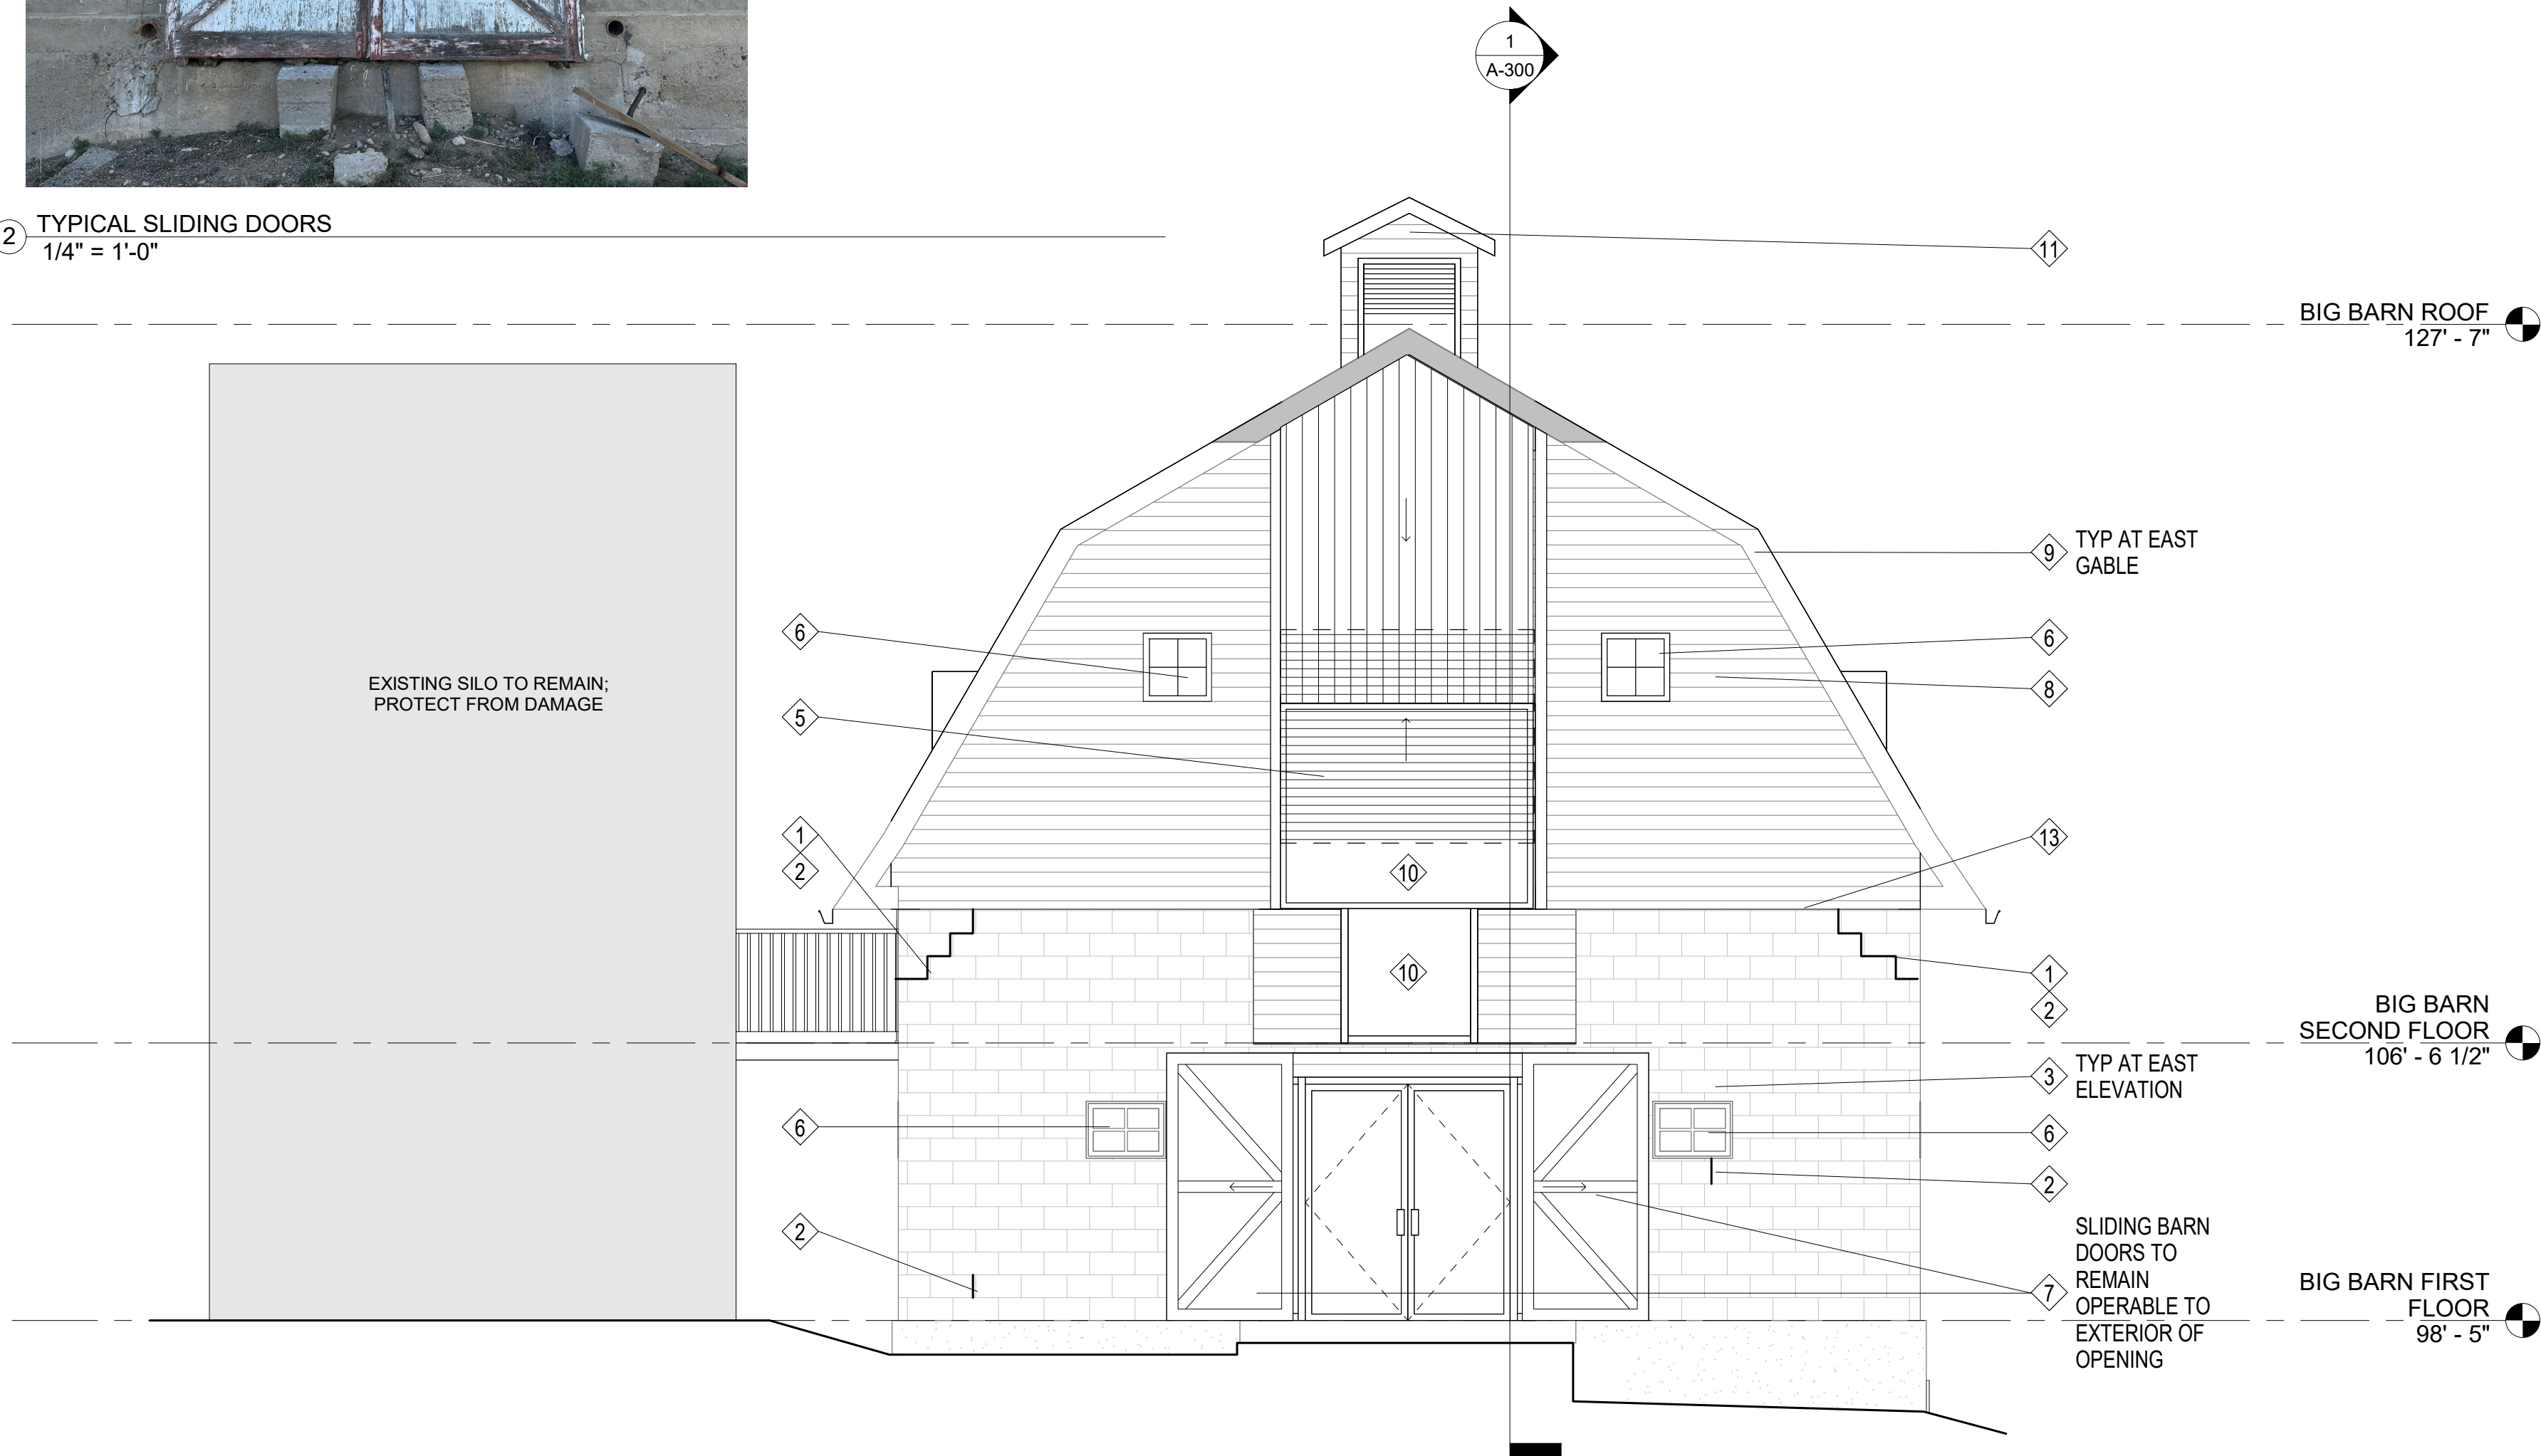 1
A-300
2
TYPICAL SLIDING DOORS
1/4" = 1'-0"
11
BIG BARN ROOF
127' - 7"
9
TYP AT EAST
GABLE
6
6
8
EXISTING SILO TO REMAIN;
PROTECT FROM DAMAGE
5
1
2
13
10
10
1
2
BIG BARN
SECOND FLOOR
106' - 6 1/2"
3
TYP AT EAST
ELEVATION
6
6
2
2
7
SLIDING BARN
DOORS TO
REMAIN
OPERABLE TO
EXTERIOR OF
OPENING
BIG BARN FIRST
FLOOR
98' - 5"